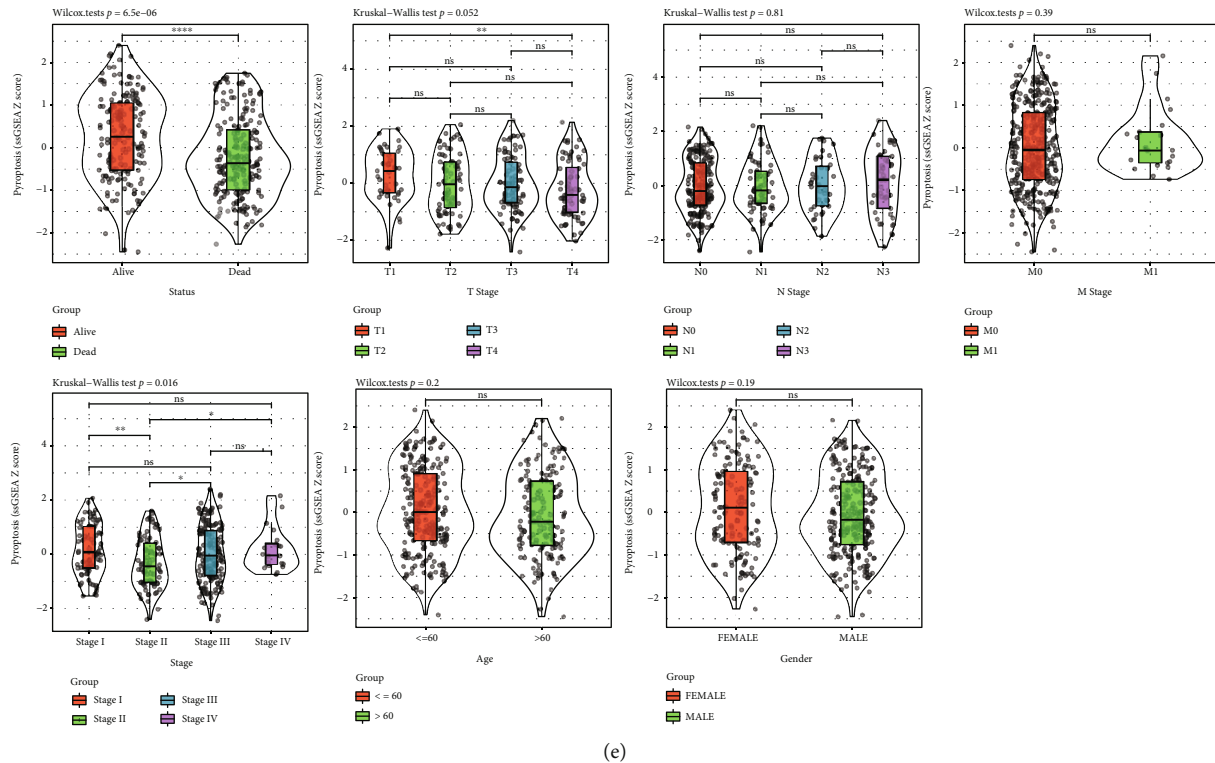 Wilcox.tests p = 6.5e−06
****
Pyroptosis (ssGSEA Z score)
2
1
0
−1
−2
Alive
Dead
Status
Group
Alive
Dead
Kruskal−Wallis test p = 0.052
**
ns
ns
ns
ns
ns
Pyroptosis (ssGSEA Z score)
4
2
0
−2
T1
T2
T3
T4
T Stage
Group
T1
T3
T2
T4
Kruskal−Wallis test p = 0.81
ns
ns
ns
ns
ns
ns
Pyroptosis (ssGSEA Z score)
4
2
0
−2
N0
N1
N2
N3
N Stage
Group
N0
N2
N1
N3
Wilcox.tests p = 0.39
ns
Pyroptosis (ssGSEA Z score)
2
1
0
−1
−2
M0
M1
M Stage
Group
M0
M1
Kruskal−Wallis test p = 0.016
ns
*
**
ns
ns
*
Pyroptosis (ssGSEA Z score)
4
2
0
−2
Stage I
Stage II
Stage III
Stage IV
Stage
Group
Stage I
Stage III
Stage II
Stage IV
Wilcox.tests p = 0.2
ns
Pyroptosis (ssGSEA Z score)
2
1
0
−1
−2
<=60
>60
Age
Group
< = 60
> 60
Wilcox.tests p = 0.19
ns
Pyroptosis (ssGSEA Z score)
2
1
0
−1
−2
FEMALE
MALE
Gender
Group
FEMALE
MALE
(e)